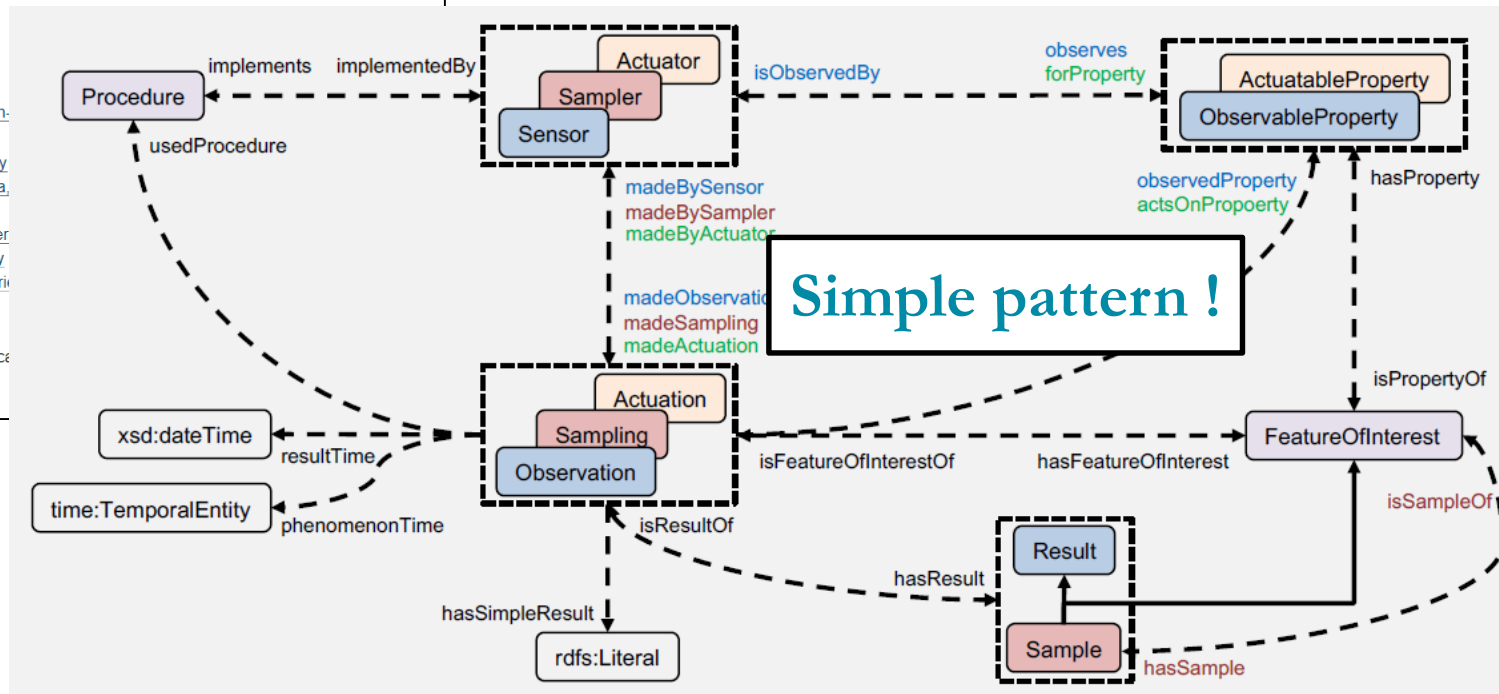 implements
implementedBy
Procedure
usedProcedure
Actuator
Sampler
Sensor
isObservedBy
observes
forProperty
ActuatableProperty
ObservableProperty
observedProperty
actsOnPropoerty
hasProperty
madeBySensor
madeBySampler
madeByActuator
Simple pattern !
madeObservatio
madeSampling
madeActuation
isPropertyOf
Actuation
Sampling
Observation
xsd:dateTime
resultTime
time:TemporalEntity
phenomenonTime
isFeatureOfInterestOf
hasFeatureOfInterest
FeatureOfInterest
isSampleOf
isResultOf
hasResult
Result
Sample
hasSample
hasSimpleResult
rdfs:Literal